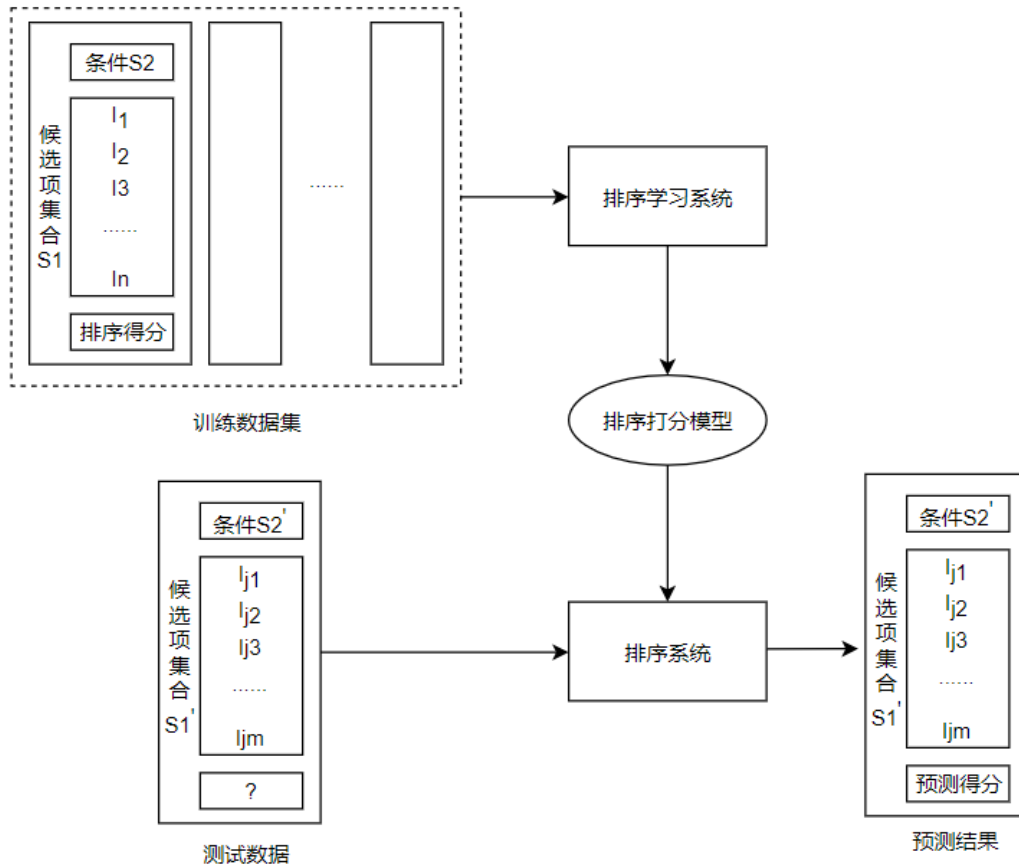 条件S2
候选项集合S1
I1
I2
I3
......
In
排序得分
......
训练数据集
排序学习系统
排序打分模型
条件S2'
候选项集合S1'
Ij1
Ij2
Ij3
......
Ijm
?
测试数据
排序系统
条件S2'
候选项集合S1'
Ij1
Ij2
Ij3
......
Ijm
预测得分
预测结果